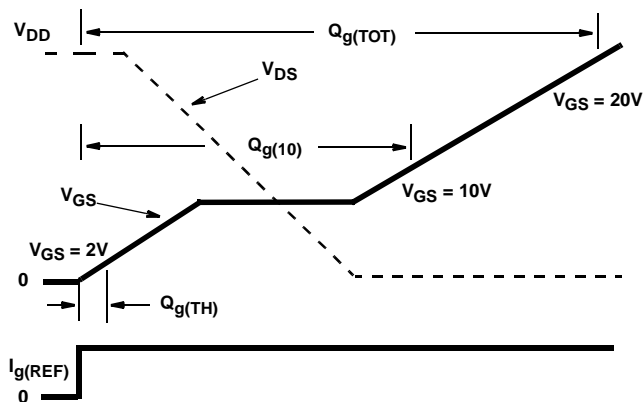 V_DD
Q_g(TOT)
V_DS
V_GS = 20V
Q_g(10)
V_GS
V_GS = 10V
V_GS = 2V
0
Q_g(TH)
I_g(REF)
0